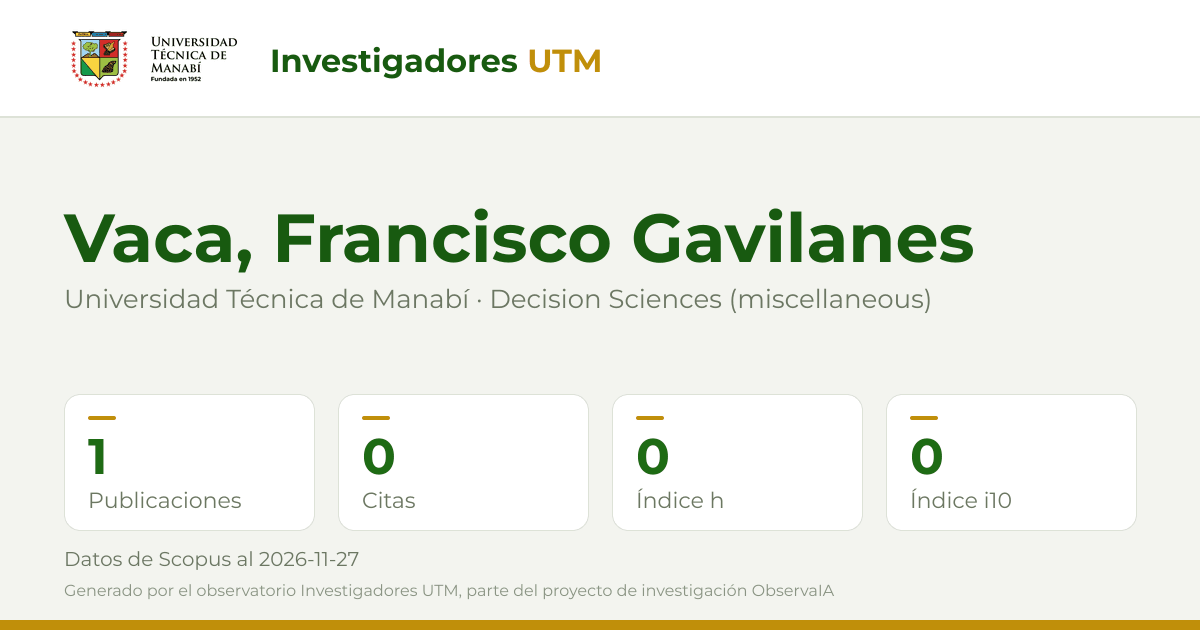 UNIVERSIDAD
TÉCNICA DE
MANABÍ
Fundada en 1952
Investigadores UTM
Vaca, Francisco Gavilanes
Universidad Técnica de Manabí · Decision Sciences (miscellaneous)
1
Publicaciones
0
Citas
0
Índice h
0
Índice i10
Datos de Scopus al 2026-11-27
Generado por el observatorio Investigadores UTM, parte del proyecto de investigación ObservaIA